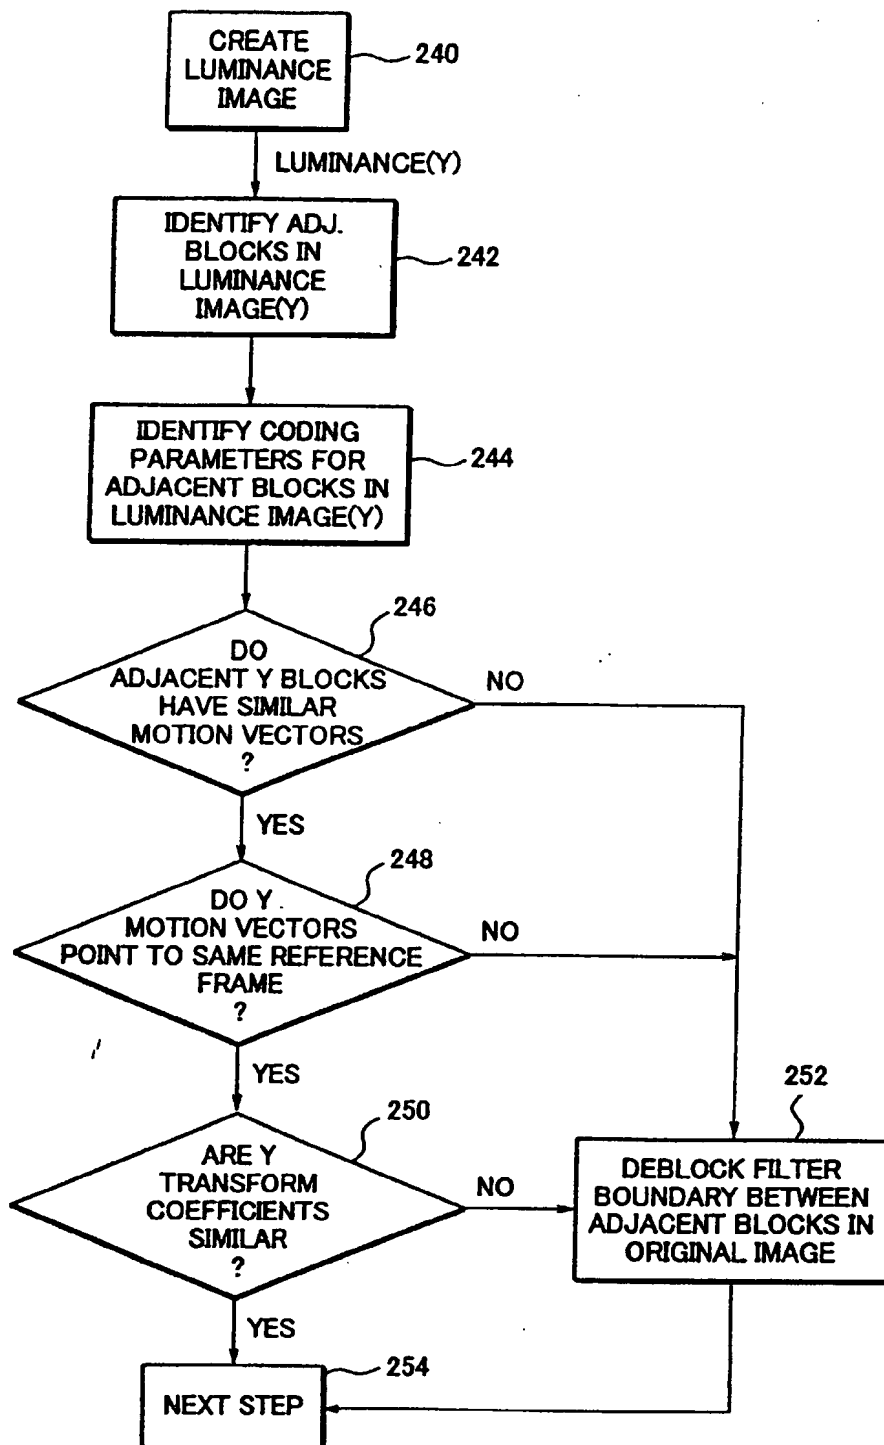 CREATE
LUMINANCE
IMAGE
240
LUMINANCE(Y)
IDENTIFY ADJ.
BLOCKS IN
LUMINANCE
IMAGE(Y)
242
IDENTIFY CODING
PARAMETERS FOR
ADJACENT BLOCKS IN
LUMINANCE IMAGE(Y)
244
246
DO
ADJACENT Y BLOCKS
HAVE SIMILAR
MOTION VECTORS
?
NO
YES
248
DO Y
MOTION VECTORS
POINT TO SAME REFERENCE
FRAME
?
NO
YES
250
ARE Y
TRANSFORM
COEFFICIENTS
SIMILAR
?
NO
252
DEBLOCK FILTER
BOUNDARY BETWEEN
ADJACENT BLOCKS IN
ORIGINAL IMAGE
YES
254
NEXT STEP